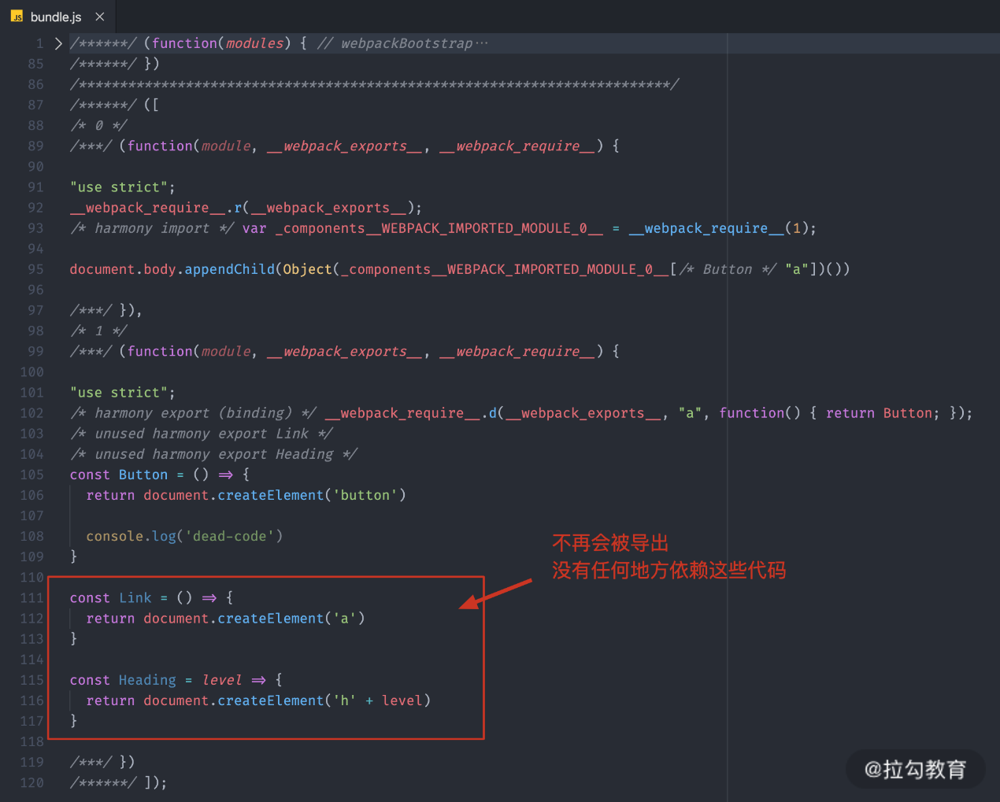 JS bundle.js ×
1 > /******/ (function(modules) { // webpackBootstrap···
85 /******/ })
86 /************************************************************************/
87 /******/ ([
88 /* 0 */
89 /***/ (function(module, __webpack_exports__, __webpack_require__) {
90
91 "use strict";
92 __webpack_require__.r(__webpack_exports__);
93 /* harmony import */ var _components__WEBPACK_IMPORTED_MODULE_0__ = __webpack_require__(1);
94
95 document.body.appendChild(Object(_components__WEBPACK_IMPORTED_MODULE_0__[/* Button */ "a"])())
96
97 /***/ }),
98 /* 1 */
99 /***/ (function(module, __webpack_exports__, __webpack_require__) {
100
101 "use strict";
102 /* harmony export (binding) */ __webpack_require__.d(__webpack_exports__, "a", function() { return Button; });
103 /* unused harmony export Link */
104 /* unused harmony export Heading */
105 const Button = () => {
106 return document.createElement('button')
107
108 console.log('dead-code')
109 }
不再会被导出
没有任何地方依赖这些代码
110
111 const Link = () => {
112 return document.createElement('a')
113 }
114
115 const Heading = level => {
116 return document.createElement('h' + level)
117 }
118
119 /***/ })
120 /******/ ]);
@拉勾教育